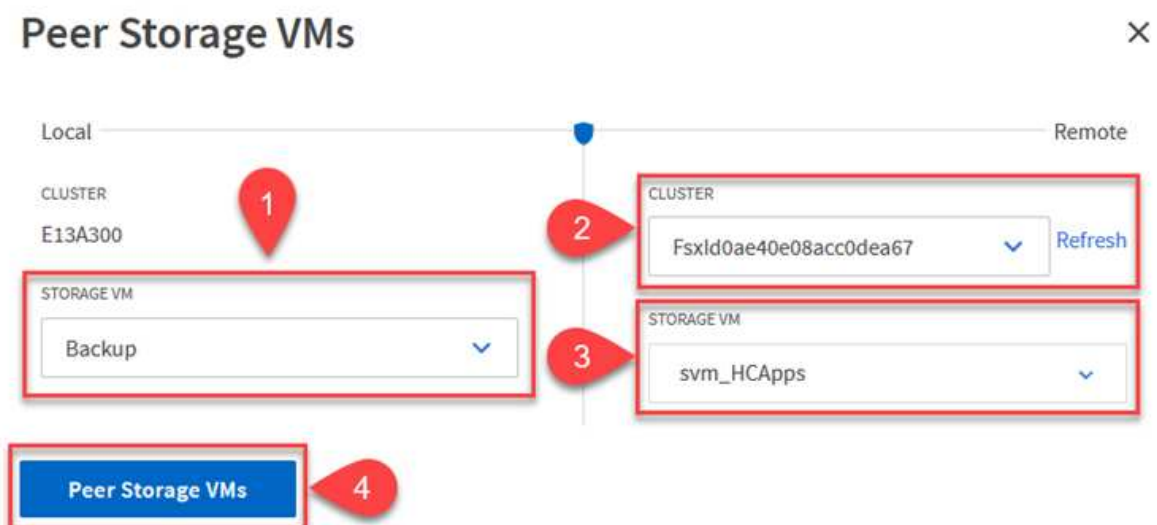 Peer Storage VMs
Local
Remote
CLUSTER
E13A300
1
STORAGE VM
Backup
2
CLUSTER
FsxId0ae40e08acc0dea67
Refresh
3
STORAGE VM
svm_HCApps
Peer Storage VMs
4